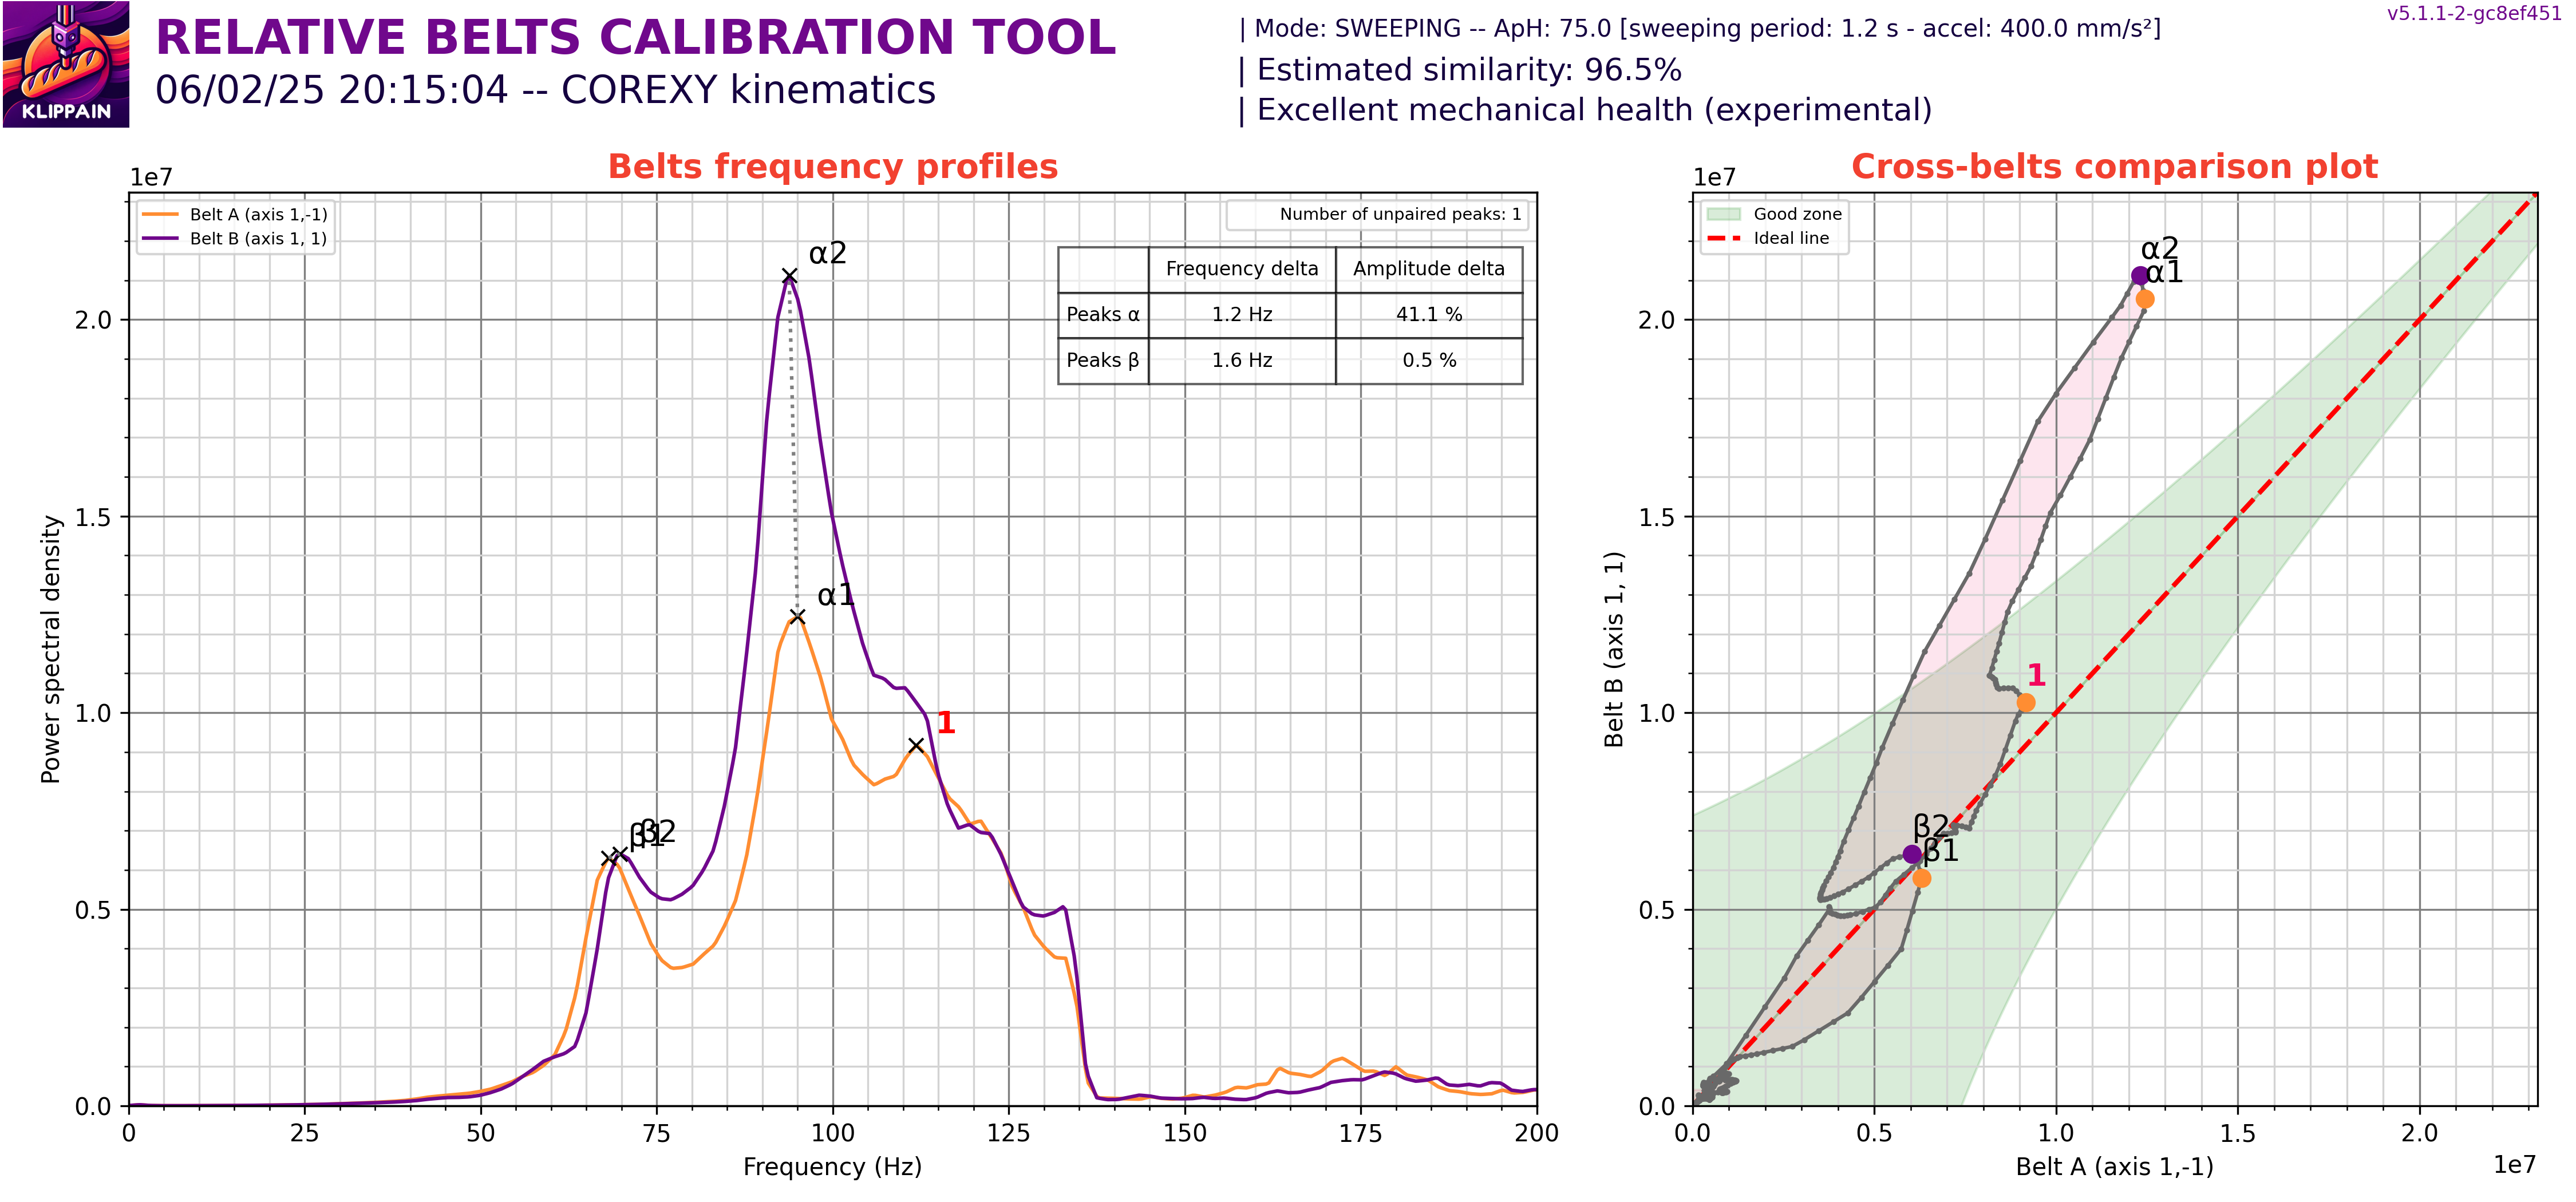 KLIPPAIN
RELATIVE BELTS CALIBRATION TOOL
06/02/25 20:15:04 -- COREXY kinematics
| Mode: SWEEPING -- ApH: 75.0 [sweeping period: 1.2 s - accel: 400.0 mm/s²]
| Estimated similarity: 96.5%
| Excellent mechanical health (experimental)
v5.1.1-2-gc8ef451
Belts frequency profiles
1e7
Belt A (axis 1,-1)
Belt B (axis 1, 1)
Number of unpaired peaks: 1
Frequency delta Amplitude delta
Peaks α 1.2 Hz 41.1 %
Peaks β 1.6 Hz 0.5 %
α2
α1
1
β1
β2
Power spectral density
2.0
1.5
1.0
0.5
0.0
0 25 50 75 100 125 150 175 200
Frequency (Hz)
Cross-belts comparison plot
1e7
Good zone
Ideal line
α2
α1
1
β2
β1
Belt B (axis 1, 1)
2.0
1.5
1.0
0.5
0.0
0.0 0.5 1.0 1.5 2.0
Belt A (axis 1,-1)
1e7